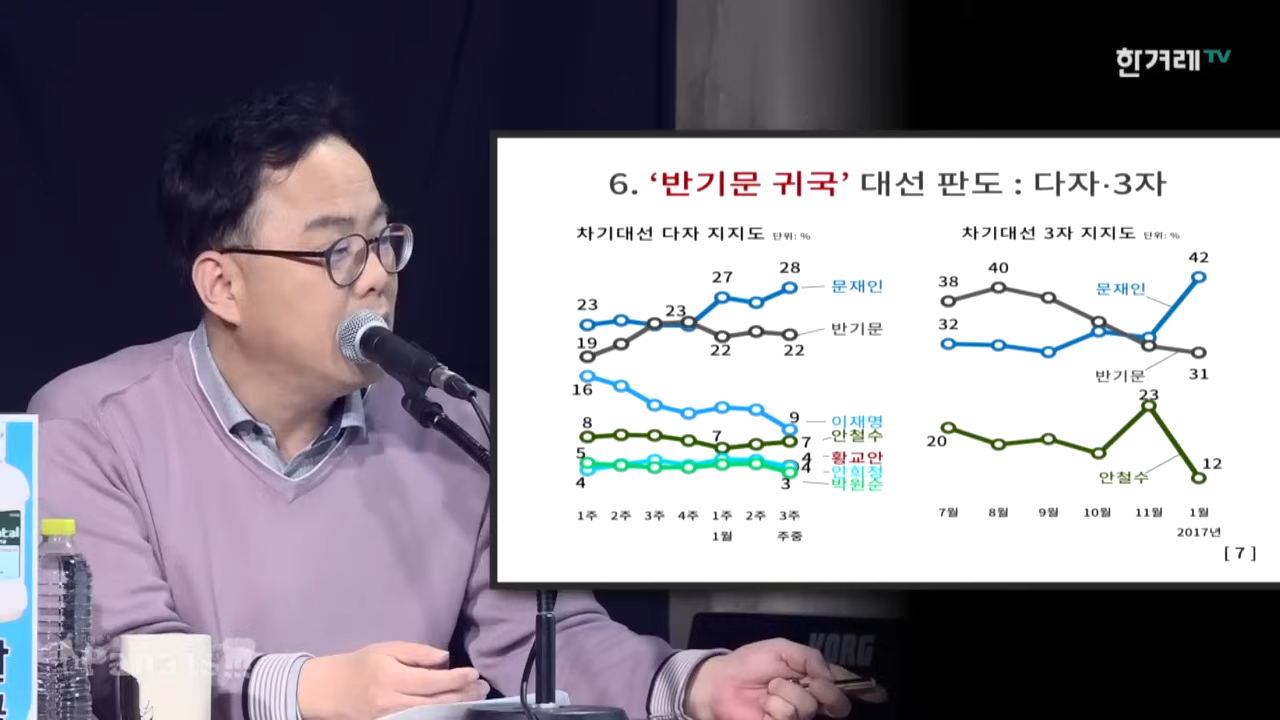 한겨레TV
6. ‘반기문 귀국’ 대선 판도 : 다자·3자
차기대선 다자 지지도 단위: %
23
27
28
문재인
19
23
22
22
반기문
16
9
이재명
8
7
7
안철수
5
4
황교안
4
4
안희정
3
박원순
1주 2주 3주 4주 1주 2주 3주
1월 주중
차기대선 3자 지지도 단위: %
38
40
42
문재인
32
반기문
31
23
20
12
안철수
7월 8월 9월 10월 11월 1월
2017년
[ 7 ]
KORG